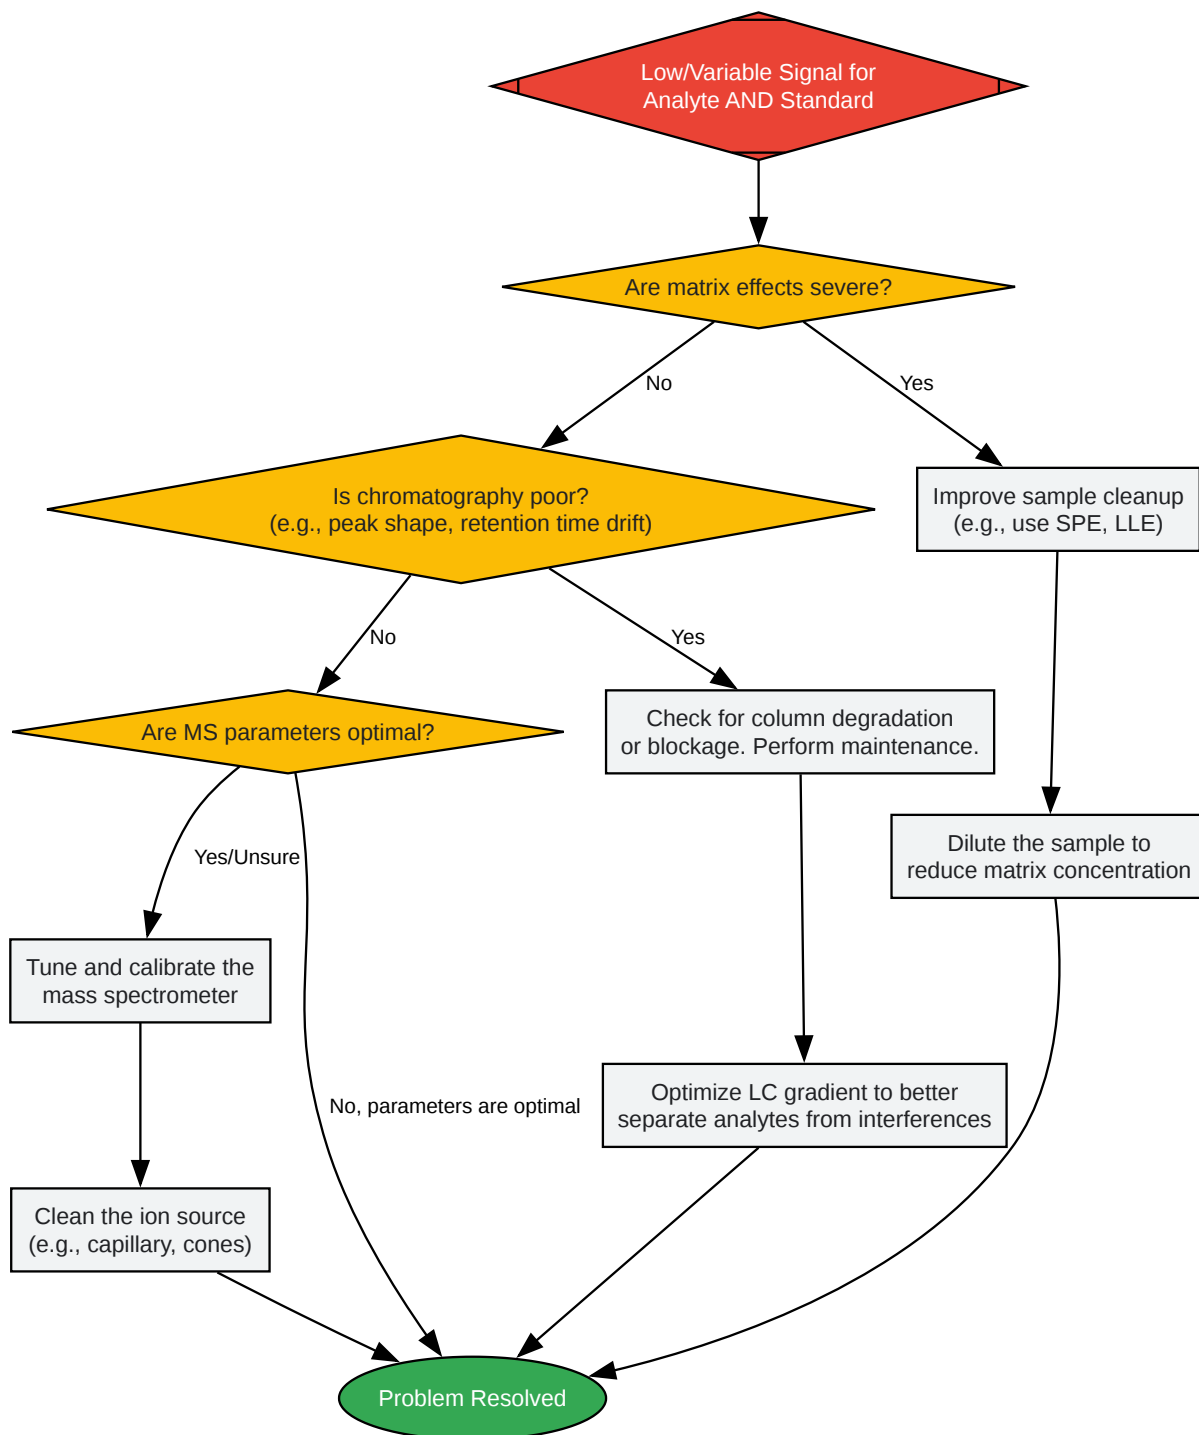 Low/Variable Signal for
Analyte AND Standard
Are matrix effects severe?
No
Yes
Is chromatography poor?
(e.g., peak shape, retention time drift)
Improve sample cleanup
(e.g., use SPE, LLE)
No
Yes
Are MS parameters optimal?
Check for column degradation
or blockage. Perform maintenance.
Yes/Unsure
Dilute the sample to
reduce matrix concentration
Tune and calibrate the
mass spectrometer
No, parameters are optimal
Optimize LC gradient to better
separate analytes from interferences
Clean the ion source
(e.g., capillary, cones)
Problem Resolved